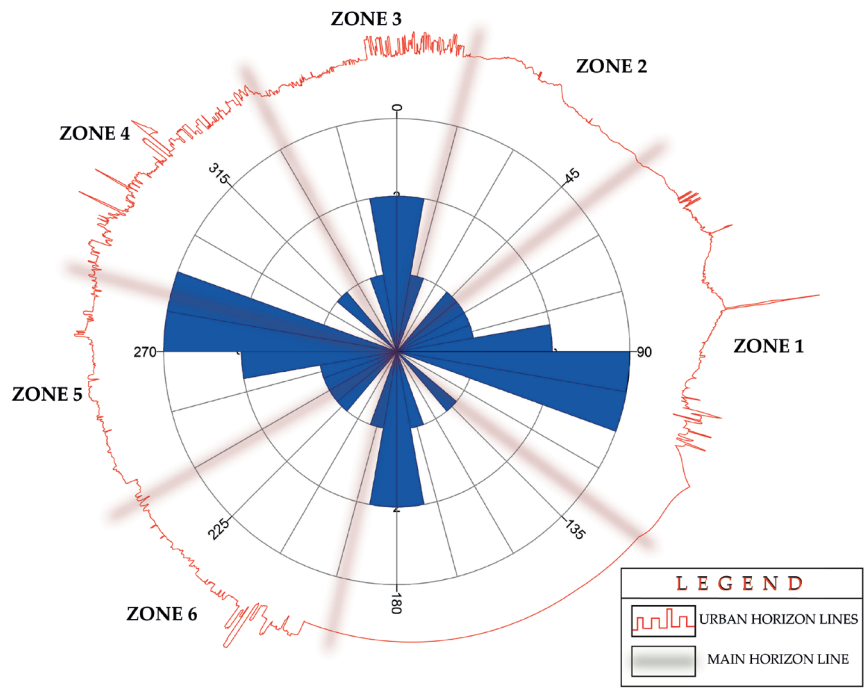 ZONE 3
ZONE 2
ZONE 4
0
315
45
270
90
ZONE 1
ZONE 5
225
135
180
ZONE 6
LEGEND
URBAN HORIZON LINES
MAIN HORIZON LINE